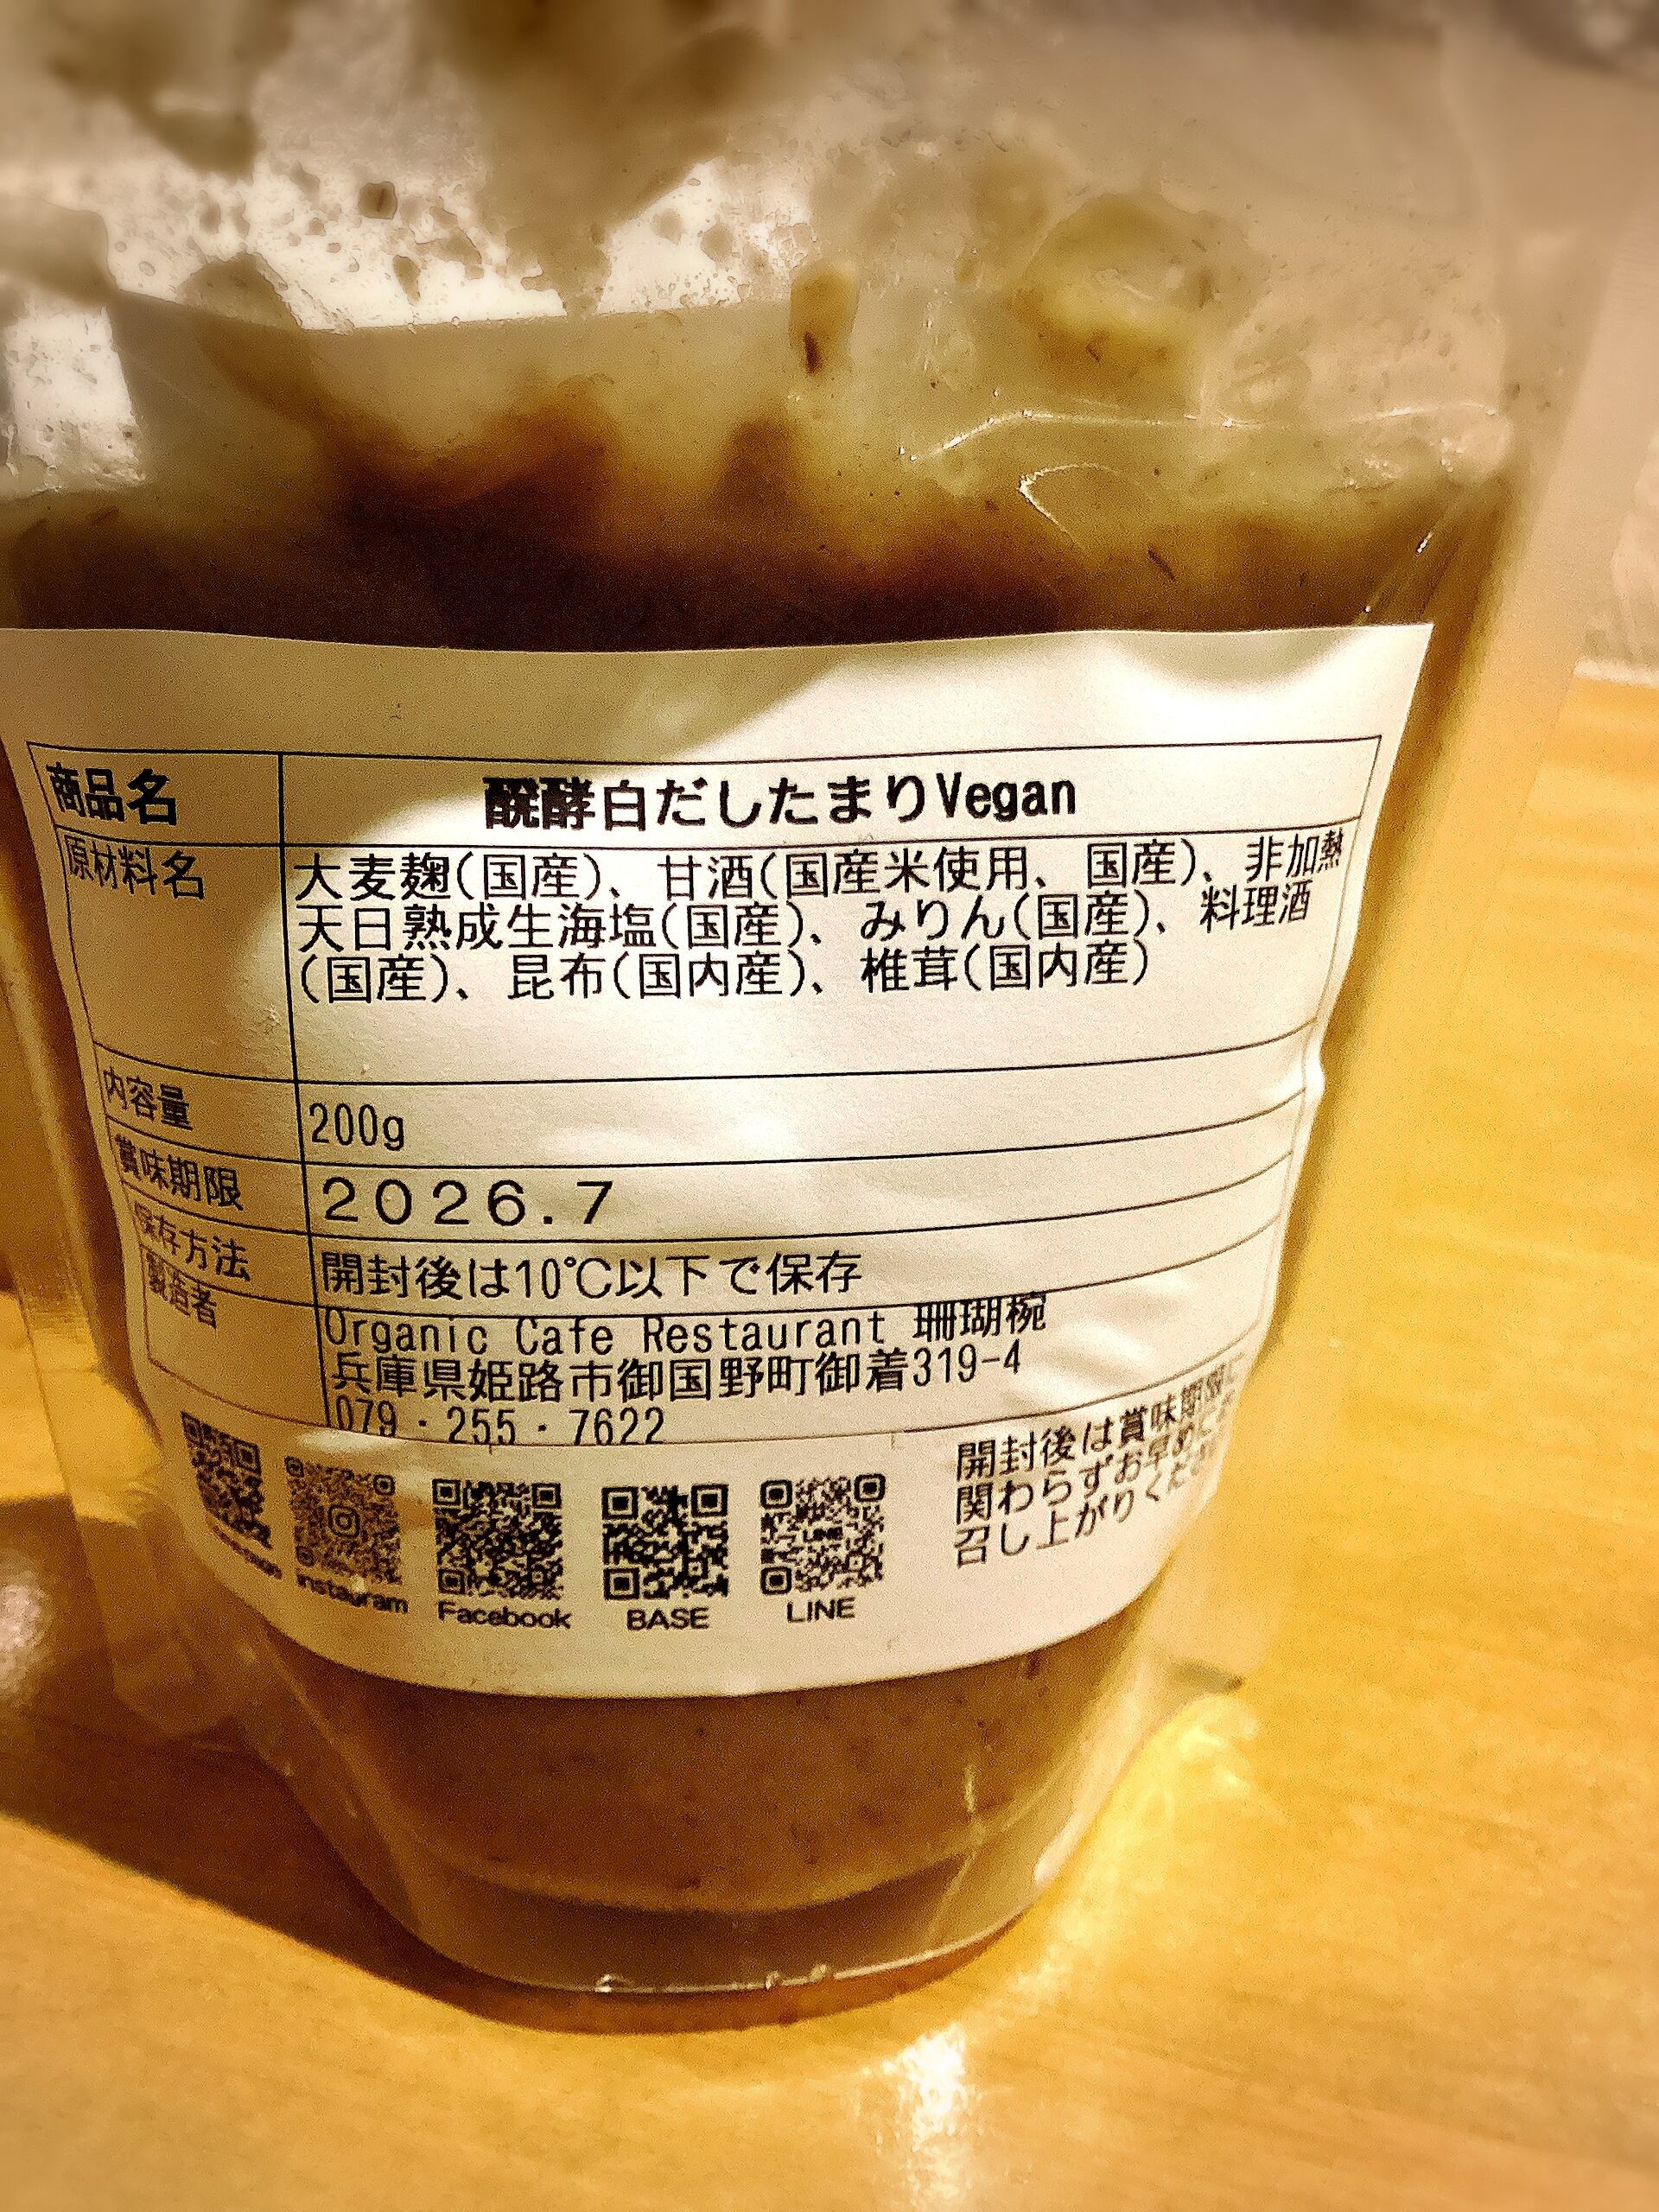 商品名 醗酵白だしたまりVegan
原材料名 大麦麹(国産)、甘酒(国産米使用、国産)、非加熱
天日熟成生海塩(国産)、みりん(国産)、料理酒
(国産)、昆布(国内産)、椎茸(国内産)
内容量 200g
賞味期限 2026.7
保存方法 開封後は10℃以下で保存
製造者 Organic Cafe Restaurant 珊瑚椀
兵庫県姫路市御国野町御着319-4
079・255・7622
開封後は賞味期限に
関わらずお早めにお
召し上がりください
Instagram Facebook BASE LINE